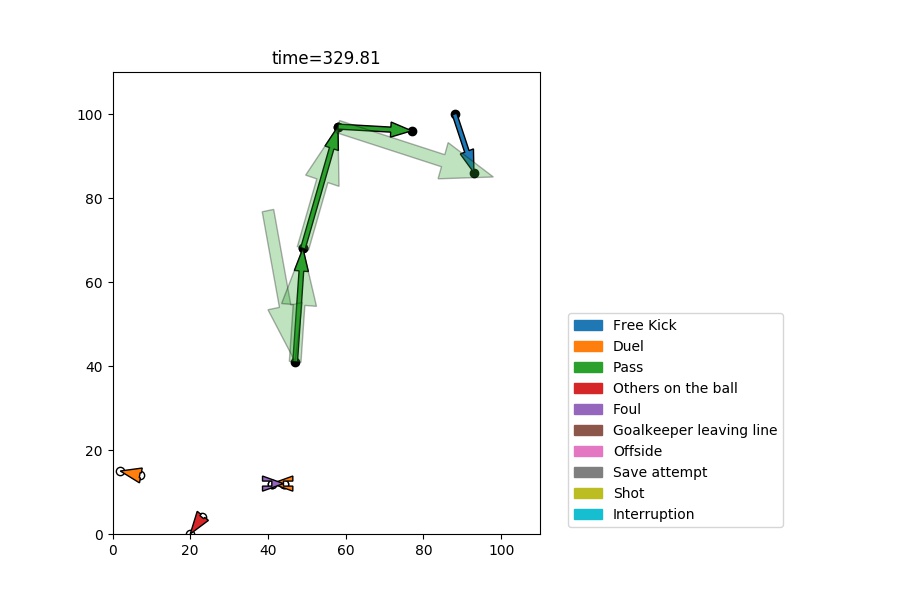 time=329.81
100
80
60
40
20
0
0 20 40 60 80 100
Free Kick
Duel
Pass
Others on the ball
Foul
Goalkeeper leaving line
Offside
Save attempt
Shot
Interruption